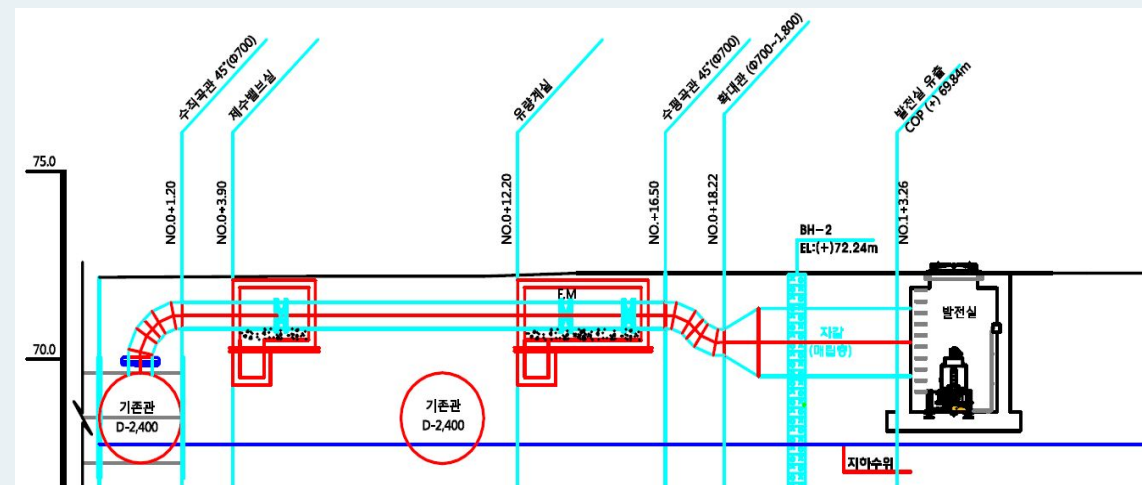 수직곡관 45˚(Φ700)
제수밸브실
유량계실
수평곡관 45˚(Φ700)
확대관 (Φ700~1,800)
발전실 유출
COP (+) 69.84m
75.0
NO.0+1.20
NO.0+3.90
NO.0+12.20
NO.+16.50
NO.0+18.22
NO.1+3.26
BH-2
EL:(+)72.24m
F.M
발전실
자갈
(매립층)
70.0
기존관
D-2,400
기존관
D-2,400
지하수위